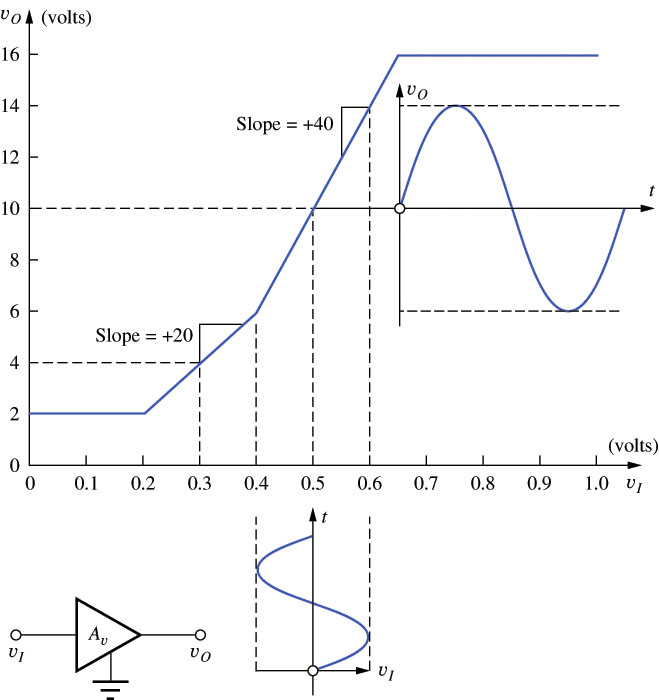 vO (volts)
16
14
Slope = +40
vO
12
t
10
8
6
Slope = +20
4
2
0
(volts)
0 0.1 0.2 0.3 0.4 0.5 0.6 0.7 0.8 0.9 1.0 vI
t
Av
vI
vO
vI